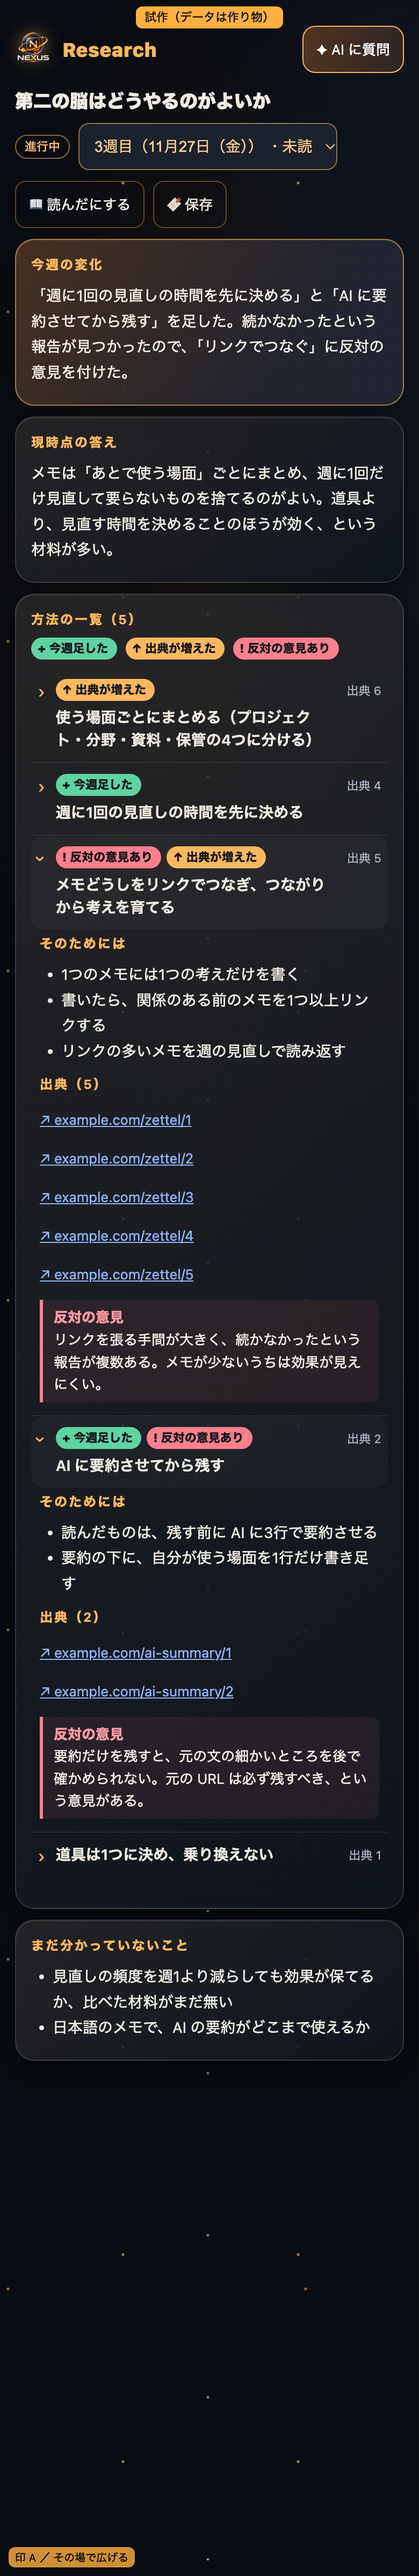 試作（データは作り物）
NEXUS
Research
✦ AI に質問
第二の脳はどうやるのがよいか
進行中
3週目（11月27日（金））・未読
📖 読んだにする
🔖 保存
今週の変化
「週に1回の見直しの時間を先に決める」と「AI に要
約させてから残す」を足した。続かなかったという
報告が見つかったので、「リンクでつなぐ」に反対の
意見を付けた。
現時点の答え
メモは「あとで使う場面」ごとにまとめ、週に1回だ
け見直して要らないものを捨てるのがよい。道具よ
り、見直す時間を決めることのほうが効く、という
材料が多い。
方法の一覧（5）
+ 今週足した
↑ 出典が増えた
! 反対の意見あり
› ↑ 出典が増えた 出典 6
使う場面ごとにまとめる（プロジェク
ト・分野・資料・保管の4つに分ける）
› + 今週足した 出典 4
週に1回の見直しの時間を先に決める
! 反対の意見あり ↑ 出典が増えた 出典 5
メモどうしをリンクでつなぎ、つながり
から考えを育てる
そのためには
• 1つのメモには1つの考えだけを書く
• 書いたら、関係のある前のメモを1つ以上リン
クする
• リンクの多いメモを週の見直しで読み返す
出典（5）
↗ example.com/zettel/1
↗ example.com/zettel/2
↗ example.com/zettel/3
↗ example.com/zettel/4
↗ example.com/zettel/5
反対の意見
リンクを張る手間が大きく、続かなかったという
報告が複数ある。メモが少ないうちは効果が見え
にくい。
+ 今週足した ! 反対の意見あり 出典 2
AI に要約させてから残す
そのためには
• 読んだものは、残す前に AI に3行で要約させる
• 要約の下に、自分が使う場面を1行だけ書き足
す
出典（2）
↗ example.com/ai-summary/1
↗ example.com/ai-summary/2
反対の意見
要約だけを残すと、元の文の細かいところを後で
確かめられない。元の URL は必ず残すべき、とい
う意見がある。
› 道具は1つに決め、乗り換えない 出典 1
まだ分かっていないこと
• 見直しの頻度を週1より減らしても効果が保てる
か、比べた材料がまだ無い
• 日本語のメモで、AI の要約がどこまで使えるか
印 A ／ その場で広げる